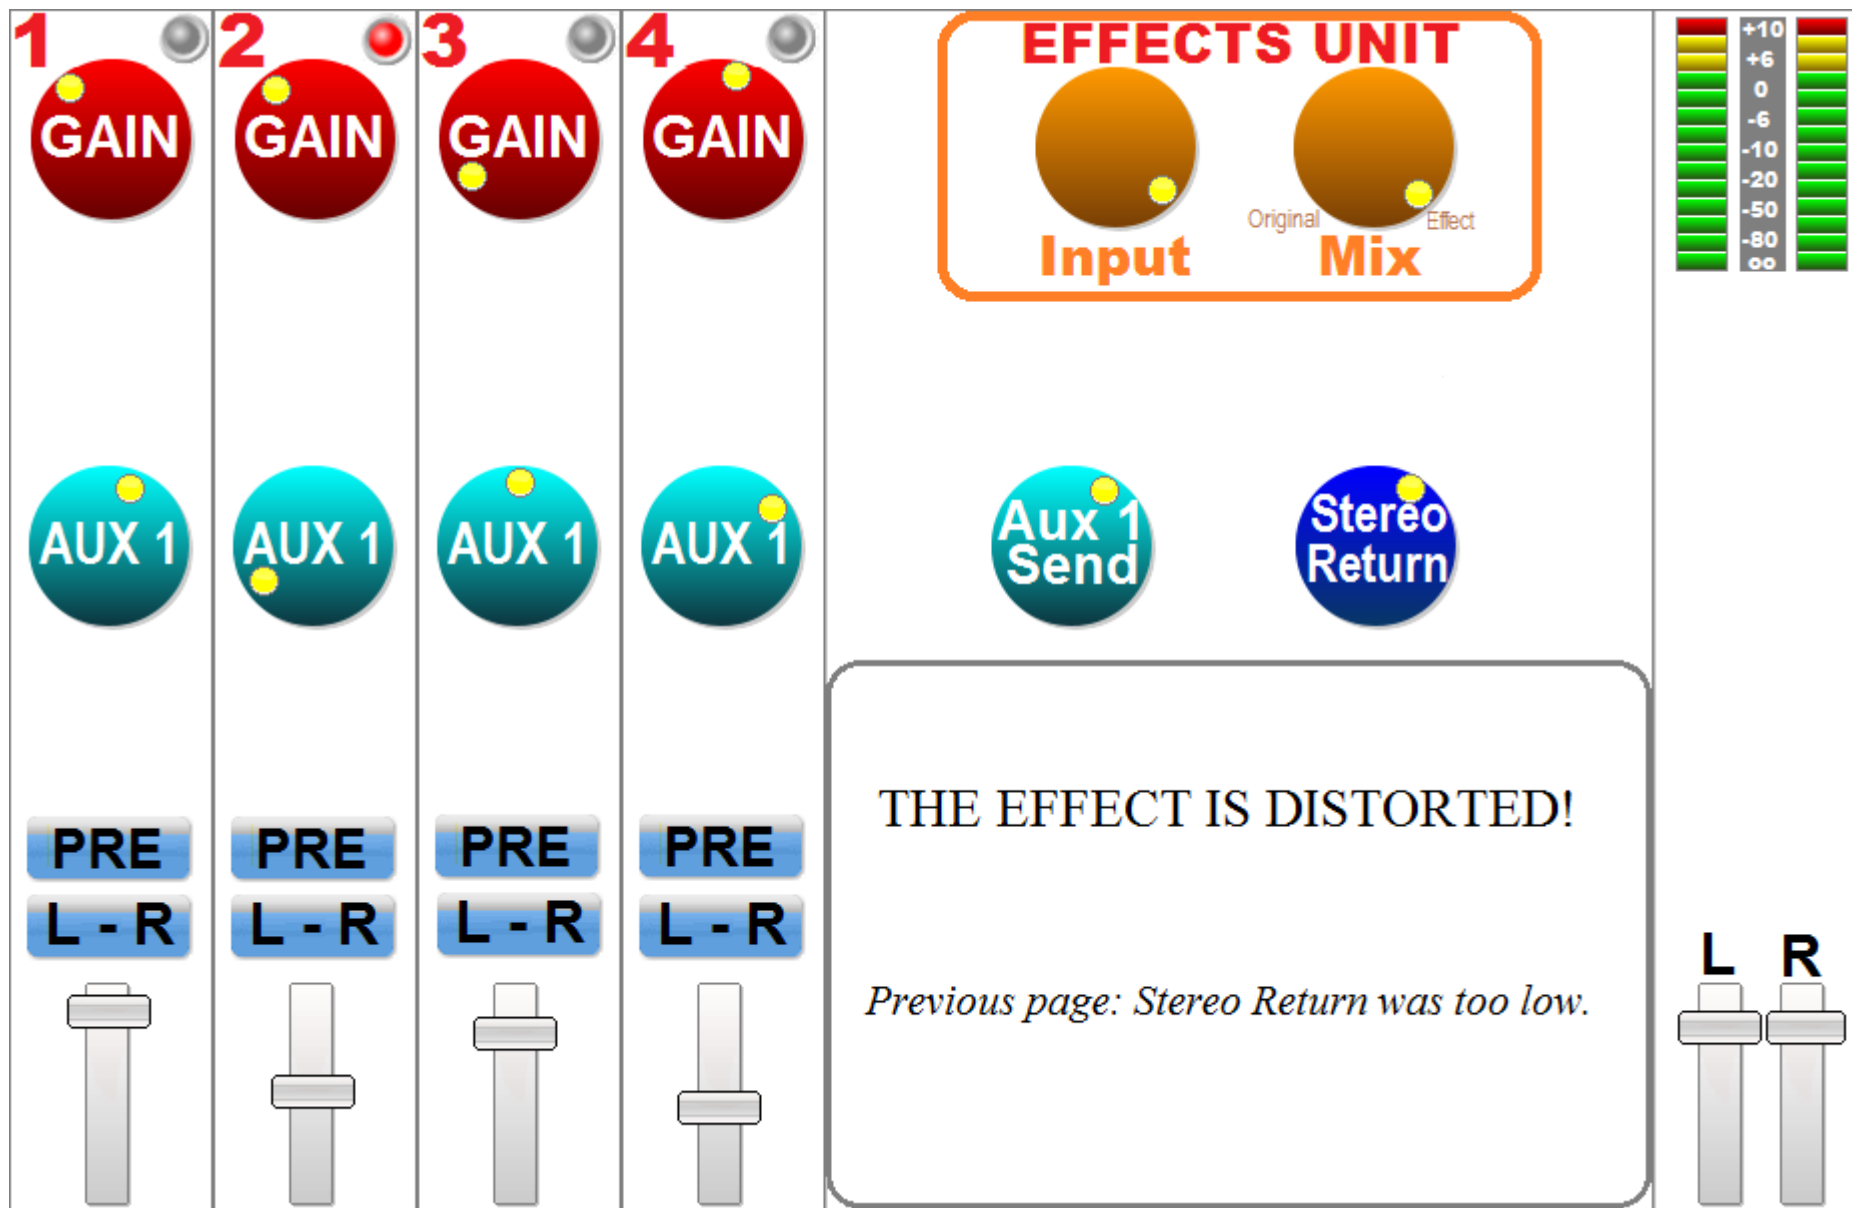 1
2
3
4
GAIN
GAIN
GAIN
GAIN
EFFECTS UNIT
Original
Effect
Input
Mix
+10
+6
0
-6
-10
-20
-50
-80
∞
AUX 1
AUX 1
AUX 1
AUX 1
Aux 1
Send
Stereo
Return
PRE
PRE
PRE
PRE
L - R
L - R
L - R
L - R
THE EFFECT IS DISTORTED!
Previous page: Stereo Return was too low.
L
R